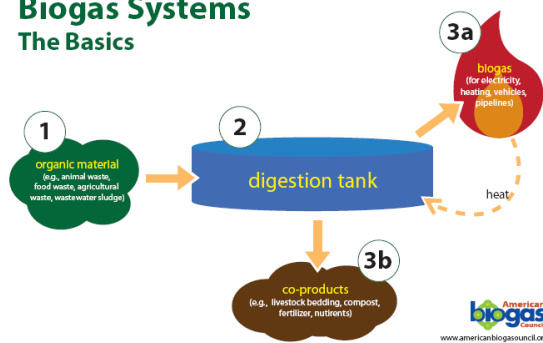 Biogas Systems
The Basics
3a
biogas
(for electricity,
heating, vehicles,
pipelines)
1
organic material
(e.g., animal waste,
food waste, agricultural
waste, wastewater sludge)
2
digestion tank
heat
3b
co-products
(e.g., livestock bedding, compost,
fertilizer, nutirents)
American
biogas
Council
www.americanbiogasouncil.or